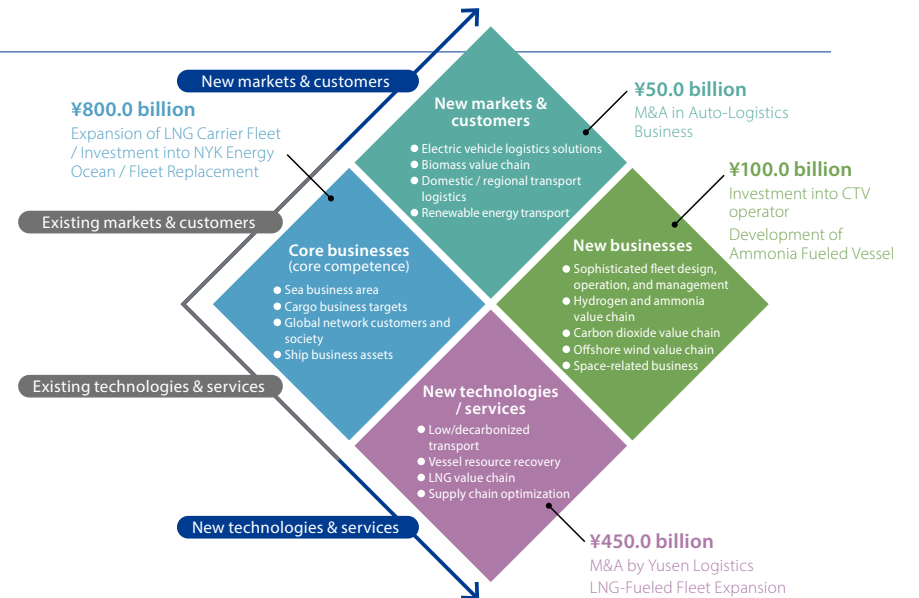 New markets & customers
¥800.0 billion
Expansion of LNG Carrier Fleet
/ Investment into NYK Energy
Ocean / Fleet Replacement
New markets &
customers
● Electric vehicle logistics solutions
● Biomass value chain
● Domestic / regional transport
logistics
● Renewable energy transport
¥50.0 billion
M&A in Auto-Logistics
Business
¥100.0 billion
Investment into CTV
operator
Development of
Ammonia Fueled Vessel
Existing markets & customers
Core businesses
(core competence)
● Sea business area
● Cargo business targets
● Global network customers and
society
● Ship business assets
New businesses
● Sophisticated fleet design,
operation, and management
● Hydrogen and ammonia
value chain
● Carbon dioxide value chain
● Offshore wind value chain
● Space-related business
Existing technologies & services
New technologies
/ services
● Low/decarbonized
transport
● Vessel resource recovery
● LNG value chain
● Supply chain optimization
New technologies & services
¥450.0 billion
M&A by Yusen Logistics
LNG-Fueled Fleet Expansion